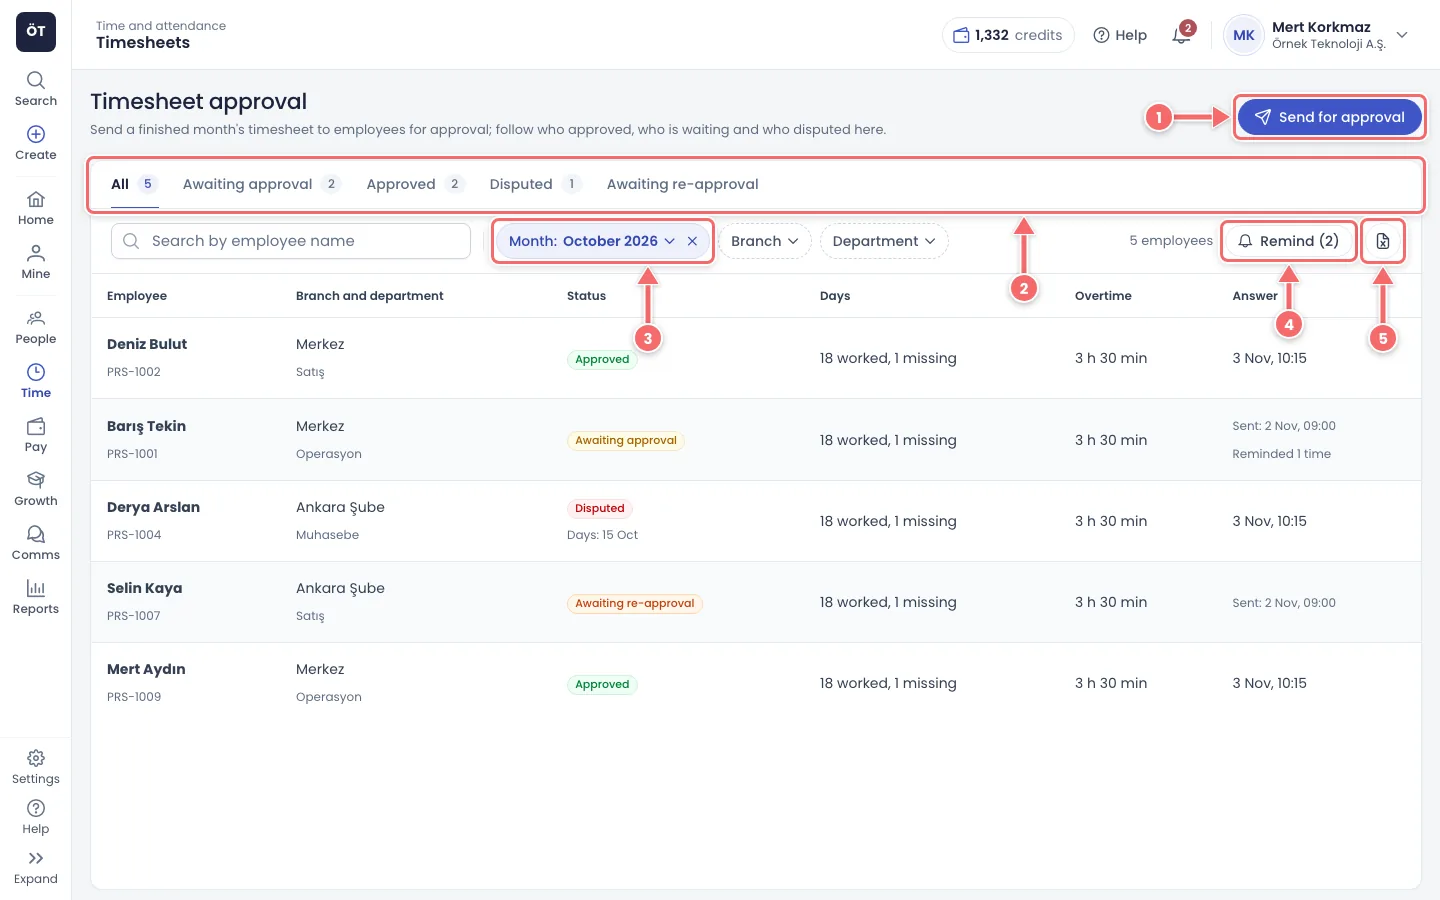 ÖT
Time and attendance
Timesheets
1,332 credits
Help
2
MK
Mert Korkmaz
Örnek Teknoloji A.Ş.
Search
Create
Home
Mine
People
Time
Pay
Growth
Comms
Reports
Settings
Help
Expand
Timesheet approval
Send a finished month's timesheet to employees for approval; follow who approved, who is waiting and who disputed here.
1
Send for approval
All 5
Awaiting approval 2
Approved 2
Disputed 1
Awaiting re-approval
Search by employee name
Month: October 2026
Branch
Department
5 employees
Remind (2)
2
3
4
5
Employee Branch and department Status Days Overtime Answer
Deniz Bulut Merkez Approved 18 worked, 1 missing 3 h 30 min 3 Nov, 10:15
PRS-1002 Satış
Barış Tekin Merkez Awaiting approval 18 worked, 1 missing 3 h 30 min Sent: 2 Nov, 09:00
PRS-1001 Operasyon Reminded 1 time
Derya Arslan Ankara Şube Disputed 18 worked, 1 missing 3 h 30 min 3 Nov, 10:15
PRS-1004 Muhasebe Days: 15 Oct
Selin Kaya Ankara Şube Awaiting re-approval 18 worked, 1 missing 3 h 30 min Sent: 2 Nov, 09:00
PRS-1007 Satış
Mert Aydın Merkez Approved 18 worked, 1 missing 3 h 30 min 3 Nov, 10:15
PRS-1009 Operasyon